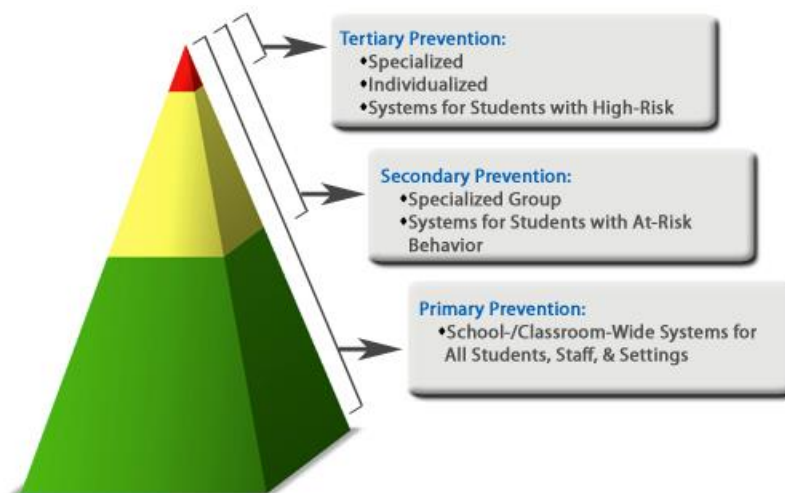 Tertiary Prevention:
♦Specialized
♦Individualized
♦Systems for Students with High-Risk
Secondary Prevention:
♦Specialized Group
♦Systems for Students with At-Risk
Behavior
Primary Prevention:
♦School-/Classroom-Wide Systems for
All Students, Staff, & Settings